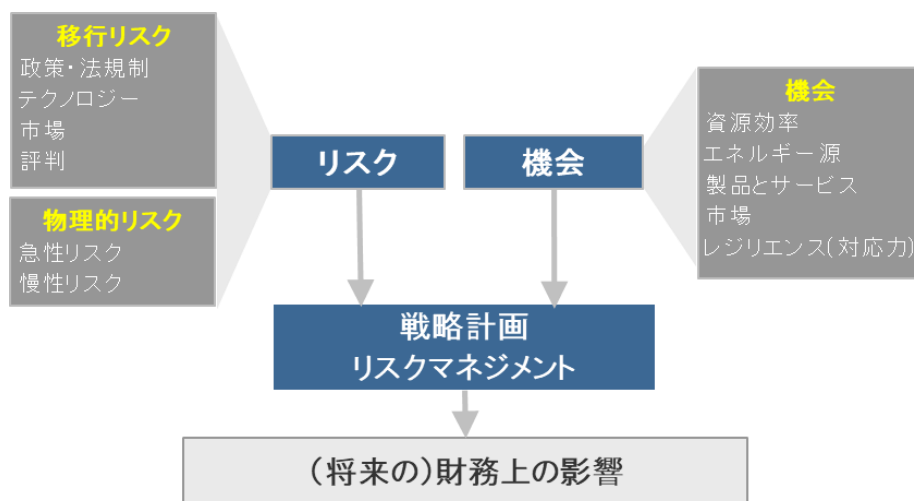 移行リスク
政策・法規制
テクノロジー
市場
評判
物理的リスク
急性リスク
慢性リスク
リスク
機会
機会
資源効率
エネルギー源
製品とサービス
市場
レジリエンス(対応力)
戦略計画
リスクマネジメント
(将来の)財務上の影響